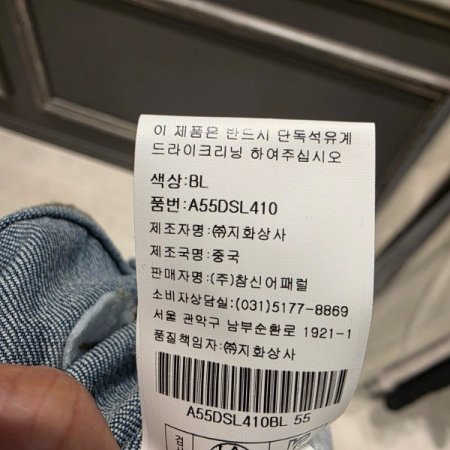 이 제품은 반드시 단독석유계
드라이크리닝 하여주십시오
색상:BL
품번:A55DSL410
제조자명:㈜지화상사
제조국명:중국
판매자명:(주)참신어패럴
소비자상담실:(031)5177-8869
서울 관악구 남부순환로 1921-1
품질책임자:㈜지화상사
A55DSL410BL 55